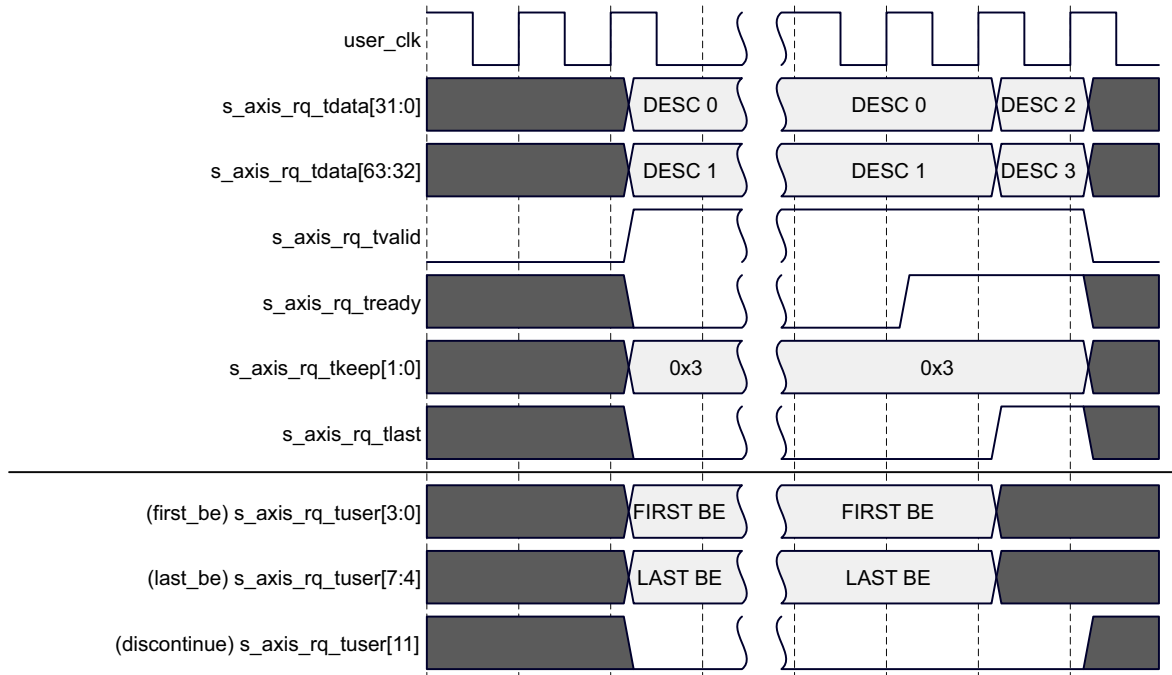 user_clk
s_axis_rq_tdata[31:0] DESC 0 DESC 0 DESC 2
s_axis_rq_tdata[63:32] DESC 1 DESC 1 DESC 3
s_axis_rq_tvalid
s_axis_rq_tready
s_axis_rq_tkeep[1:0] 0x3 0x3
s_axis_rq_tlast
(first_be) s_axis_rq_tuser[3:0] FIRST BE FIRST BE
(last_be) s_axis_rq_tuser[7:4] LAST BE LAST BE
(discontinue) s_axis_rq_tuser[11]